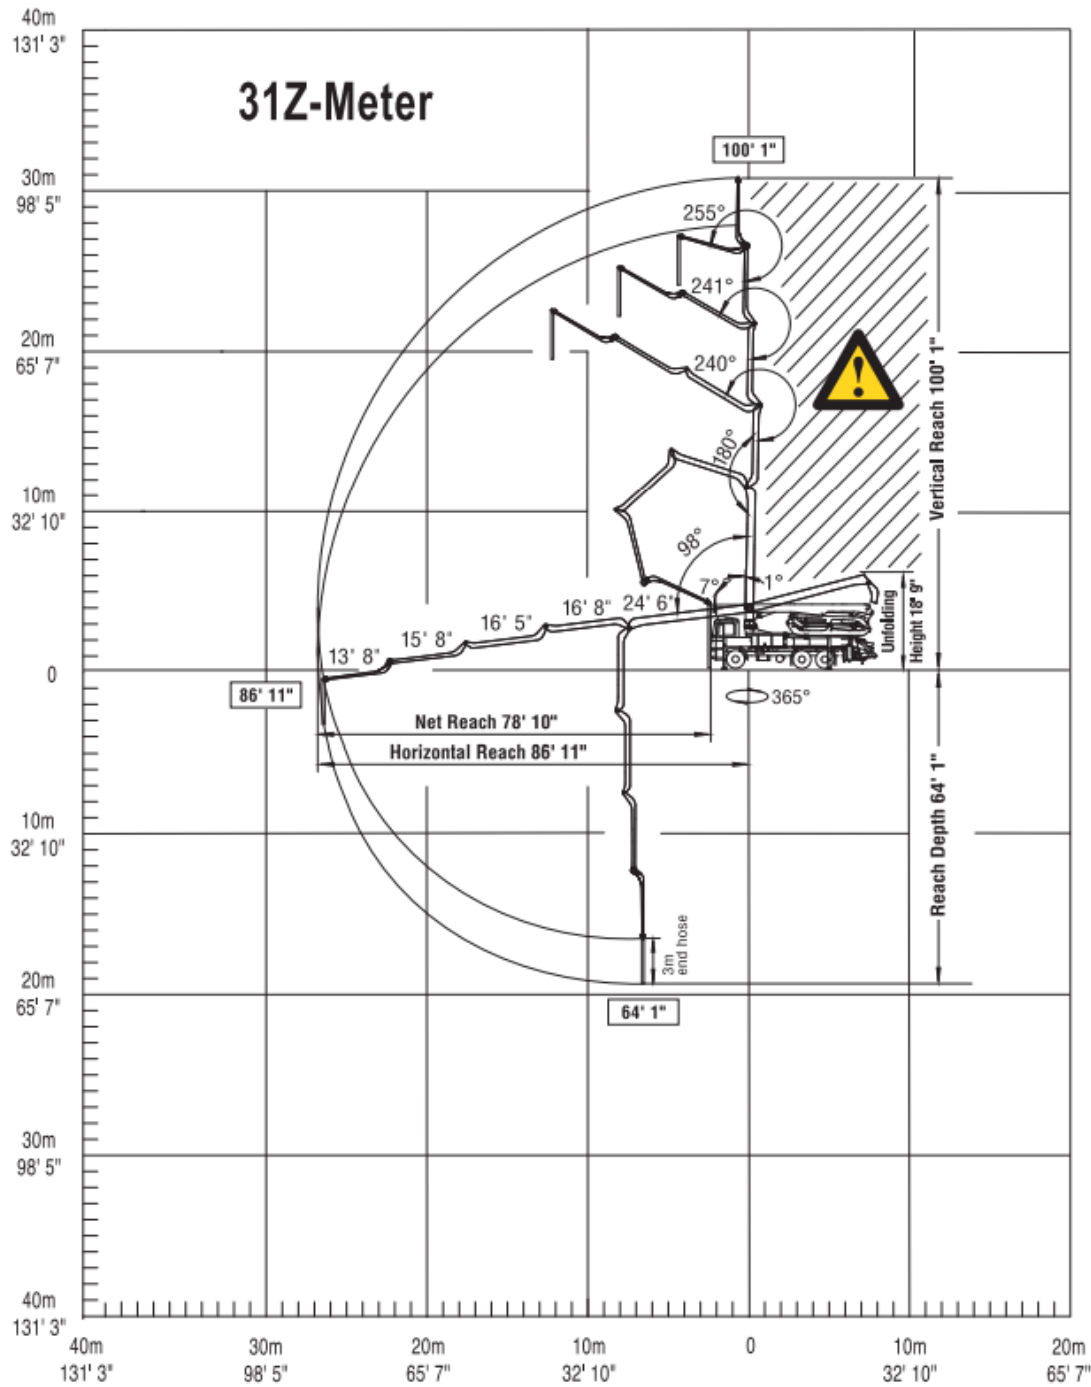 40m
131' 3"
31Z-Meter
100' 1"
30m
98' 5"
255°
241°
20m
65' 7"
240°
!
Vertical Reach 100' 1"
180°
10m
32' 10"
98°
7°
1°
Unfolding
Height 18' 9"
24' 6"
16' 8"
16' 5"
15' 8"
13' 8"
0
86' 11"
365°
Net Reach 78' 10"
Horizontal Reach 86' 11"
Reach Depth 64' 1"
10m
32' 10"
3m
end hose
20m
65' 7"
64' 1"
30m
98' 5"
40m
131' 3"
40m 30m 20m 10m 0 10m 20m
131' 3" 98' 5" 65' 7" 32' 10" 32' 10" 65' 7"